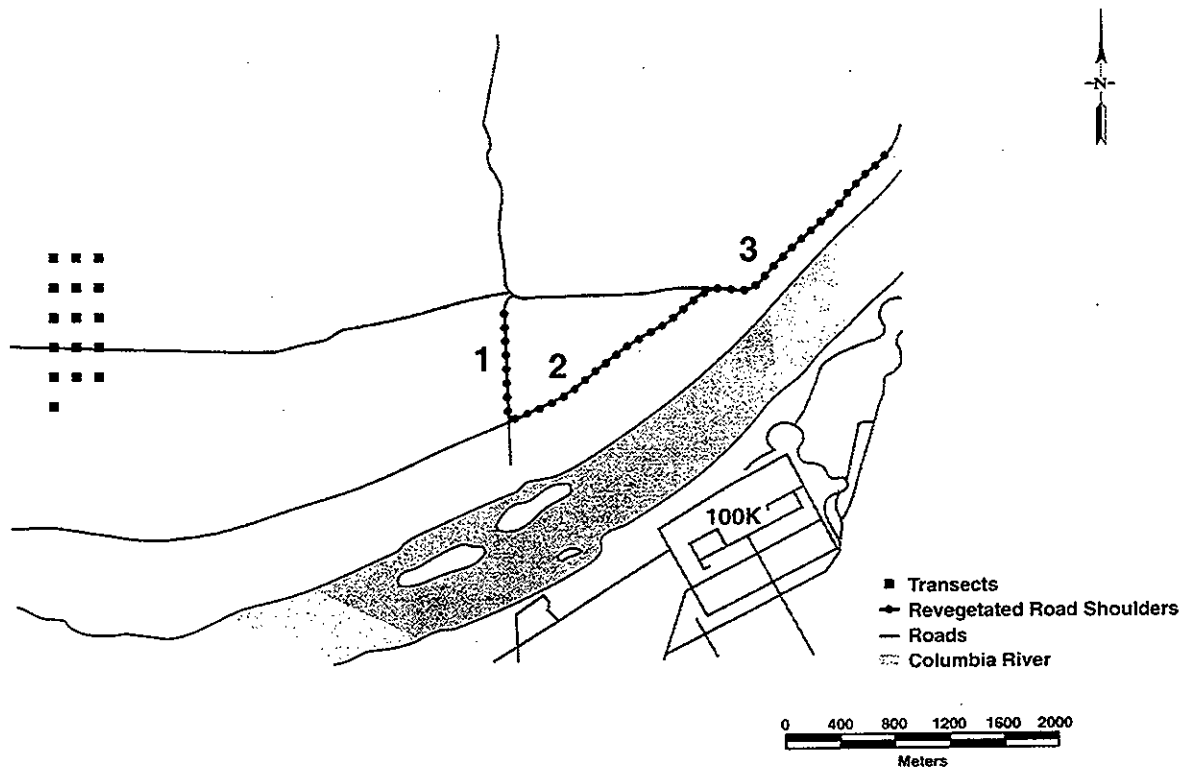 N
3
1
2
100K
Transects
Revegetated Road Shoulders
Roads
Columbia River
0 400 800 1200 1600 2000
Meters